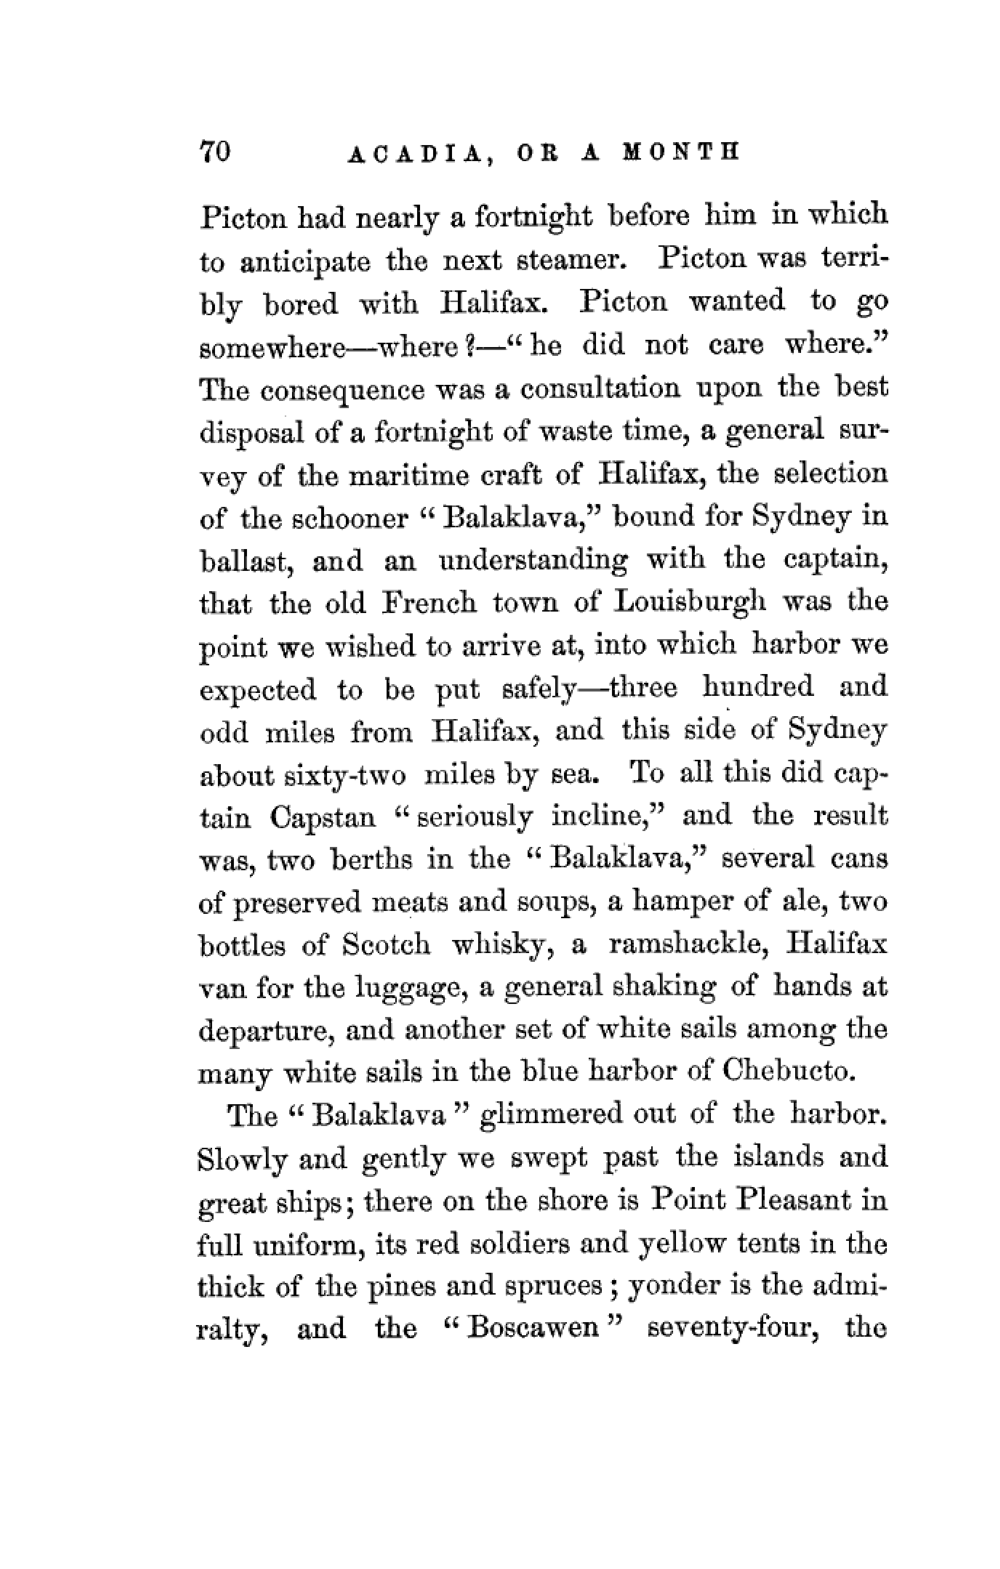 70 ACADIA, OR A MONTH
Picton had nearly a fortnight before him in which
to anticipate the next steamer. Picton was terri-
bly bored with Halifax. Picton wanted to go
somewhere—where?—“he did not care where.”
The consequence was a consultation upon the best
disposal of a fortnight of waste time, a general sur-
vey of the maritime craft of Halifax, the selection
of the schooner “Balaklava,” bound for Sydney in
ballast, and an understanding with the captain,
that the old French town of Louisburgh was the
point we wished to arrive at, into which harbor we
expected to be put safely—three hundred and
odd miles from Halifax, and this side of Sydney
about sixty-two miles by sea. To all this did cap-
tain Capstan “seriously incline,” and the result
was, two berths in the “Balaklava,” several cans
of preserved meats and soups, a hamper of ale, two
bottles of Scotch whisky, a ramshackle, Halifax
van for the luggage, a general shaking of hands at
departure, and another set of white sails among the
many white sails in the blue harbor of Chebucto.
The “Balaklava” glimmered out of the harbor.
Slowly and gently we swept past the islands and
great ships; there on the shore is Point Pleasant in
full uniform, its red soldiers and yellow tents in the
thick of the pines and spruces; yonder is the admi-
ralty, and the “Boscawen” seventy-four, the